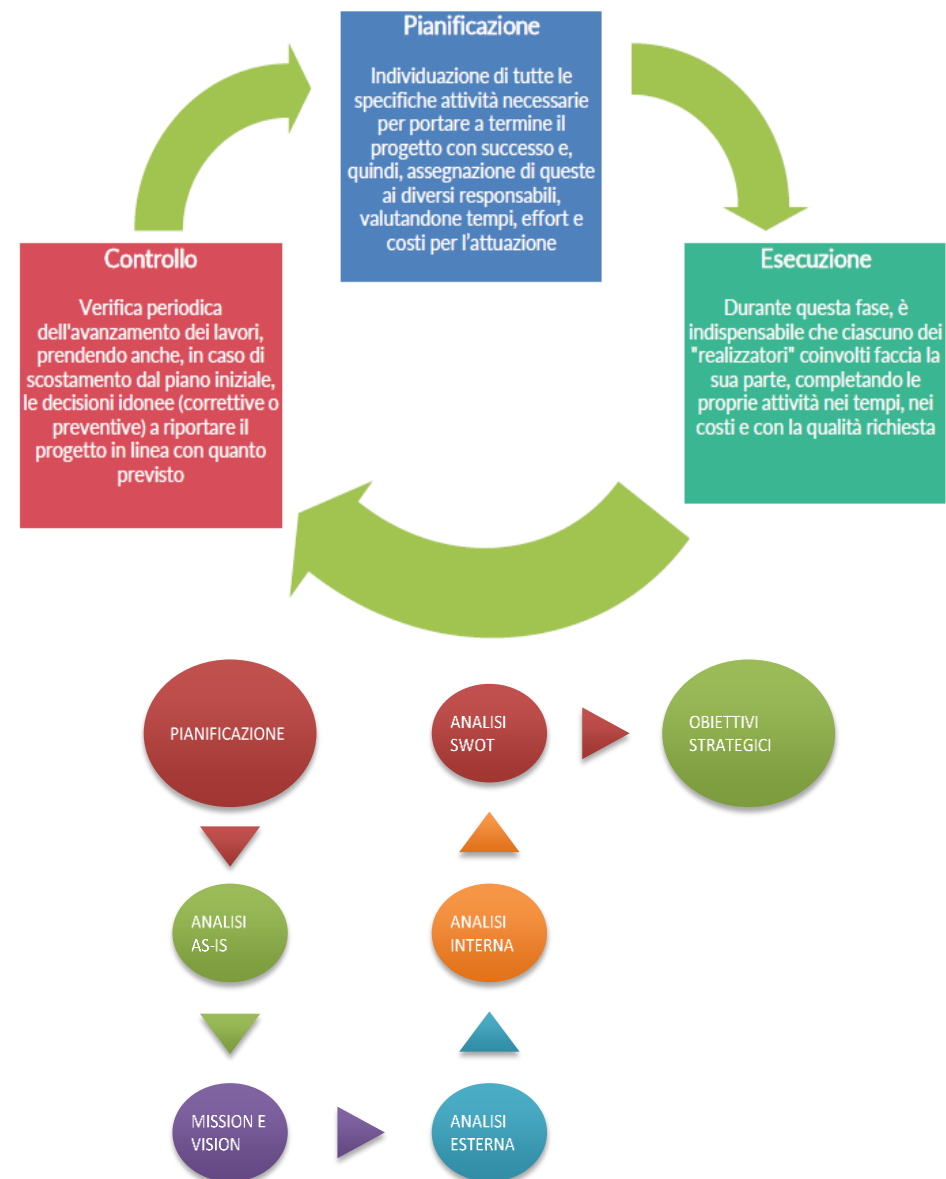 Pianificazione
Individuazione di tutte le
specifiche attività necessarie
per portare a termine il
progetto con successo e,
quindi, assegnazione di queste
ai diversi responsabili,
valutandone tempi, effort e
costi per l'attuazione
Controllo
Verifica periodica
dell'avanzamento dei lavori,
prendendo anche, in caso di
scostamento dal piano iniziale,
le decisioni idonee (correttive o
preventive) a riportare il
progetto in linea con quanto
previsto
Esecuzione
Durante questa fase, è
indispensabile che ciascuno dei
"realizzatori" coinvolti faccia la
sua parte, completando le
proprie attività nei tempi, nei
costi e con la qualità richiesta
PIANIFICAZIONE
ANALISI
AS-IS
MISSION E
VISION
ANALISI
ESTERNA
ANALISI
INTERNA
ANALISI
SWOT
OBIETTIVI
STRATEGICI